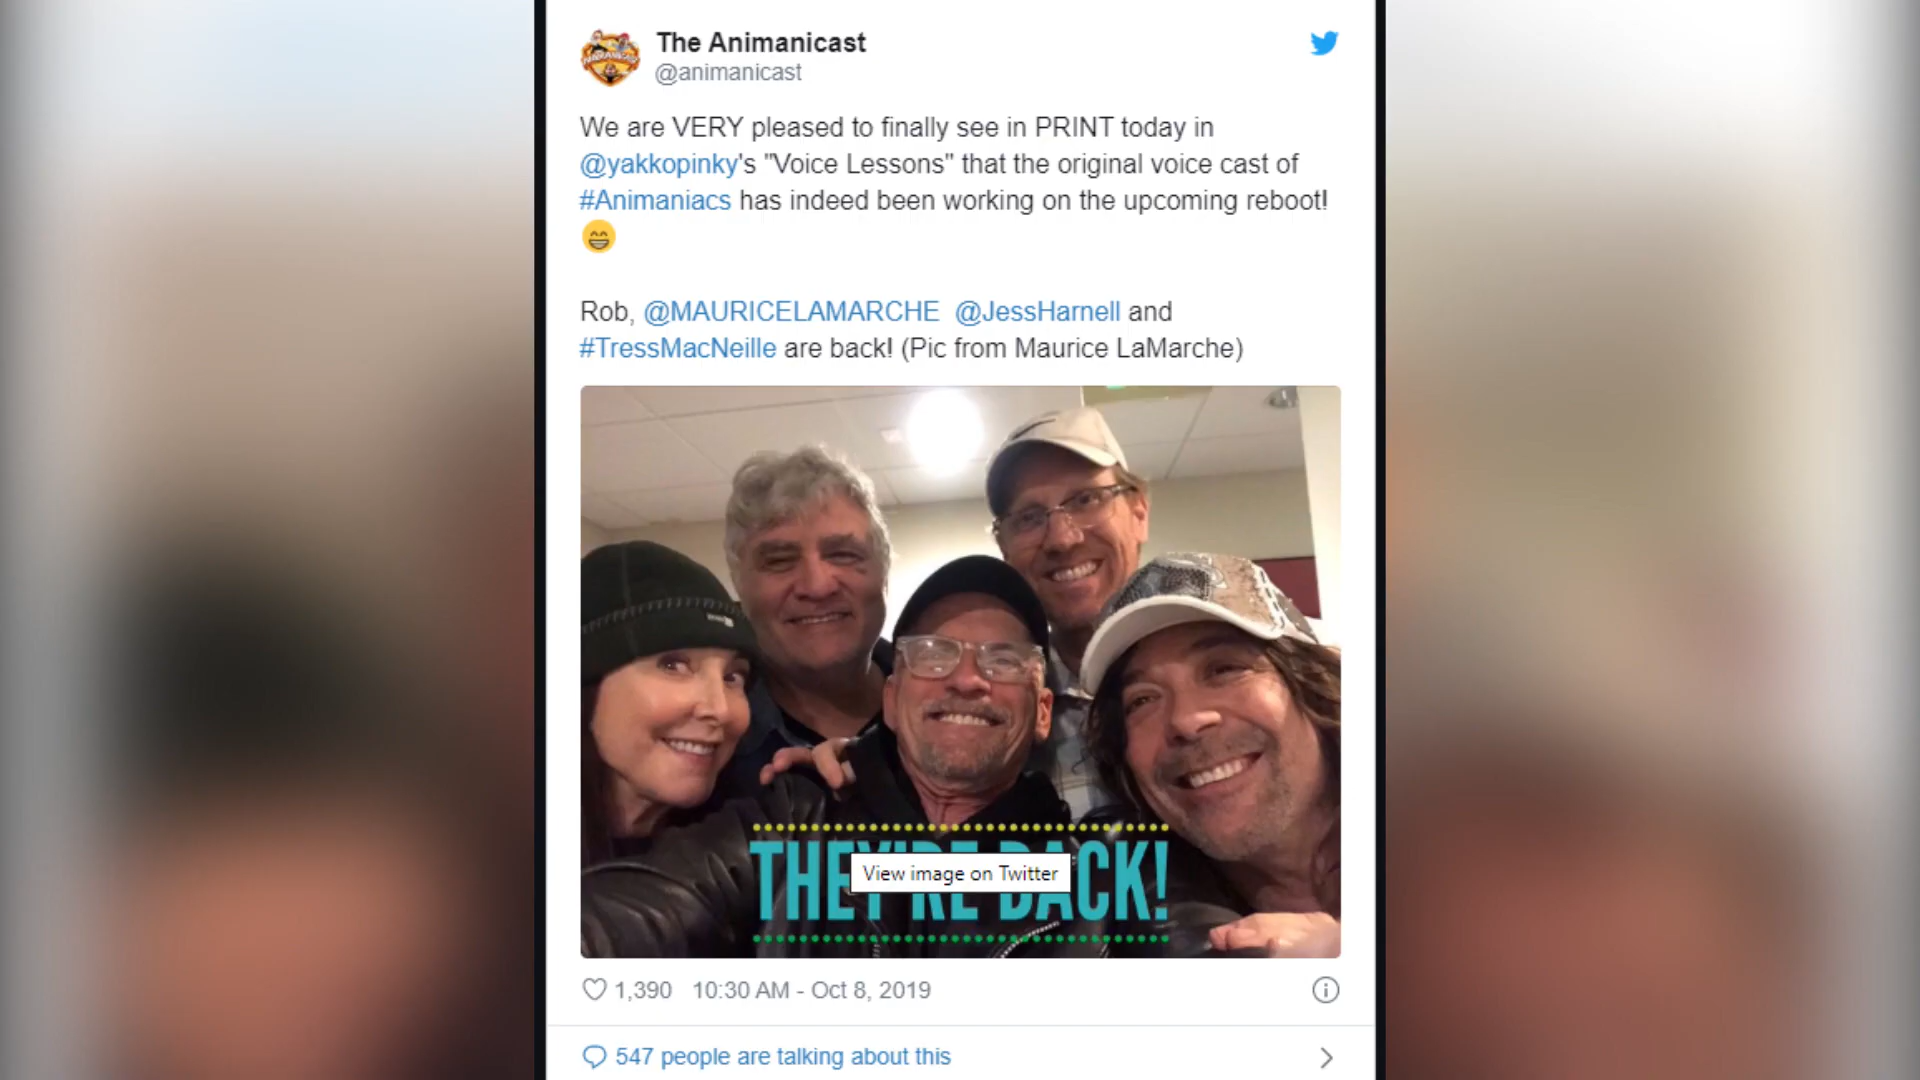 The Animanicast
@animanicast
We are VERY pleased to finally see in PRINT today in
@yakkopinky's "Voice Lessons" that the original voice cast of
#Animaniacs has indeed been working on the upcoming reboot!
Rob, @MAURICELAMARCHE @JessHarnell and
#TressMacNeille are back! (Pic from Maurice LaMarche)
THEY'RE BACK!
View image on Twitter
1,390 10:30 AM - Oct 8, 2019
547 people are talking about this